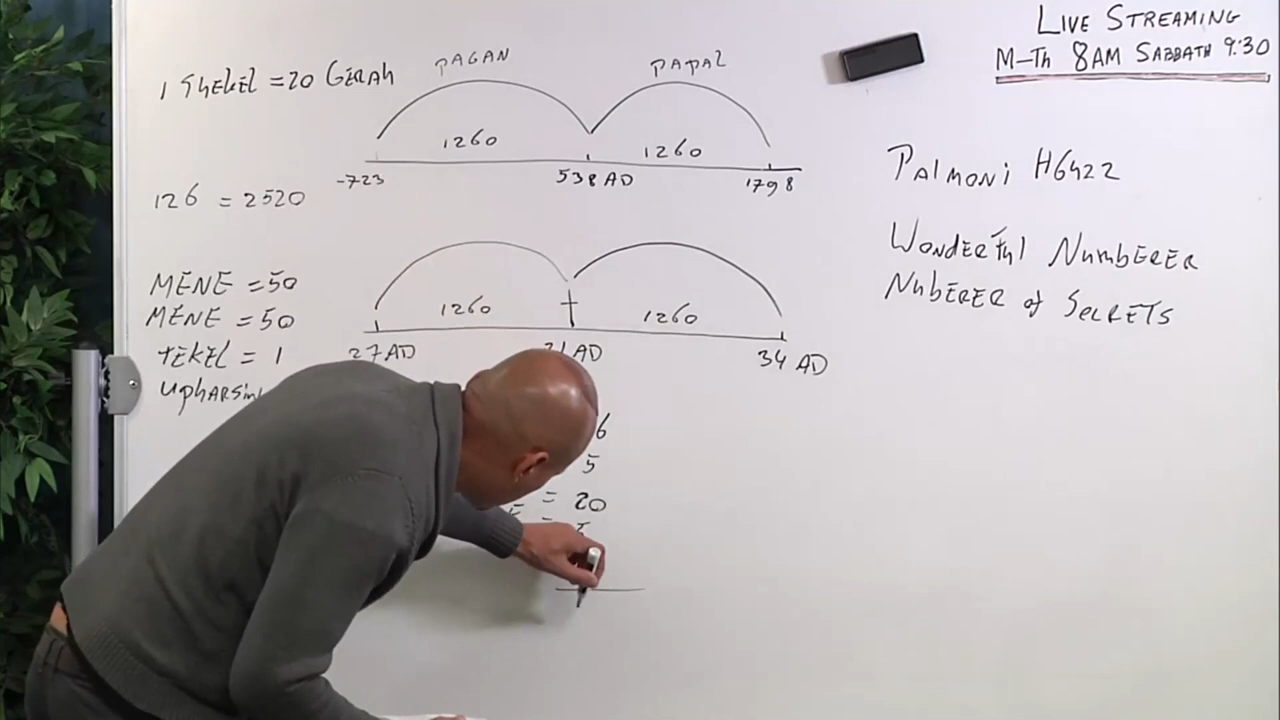 LIVE STREAMING
M-Th 8AM SABBATH 9:30
1 SHEKEL = 20 GERAH
PAGAN
PAPAL
1260
1260
-723
538 AD
1798
126 = 2520
MENE = 50
MENE = 50
TEKEL = 1
1260
1260
27 AD
31 AD
34 AD
6
5
= 20
E =
PALMONI H6422
WONDERFUL NUMBERER
NUBERER of SECRETS